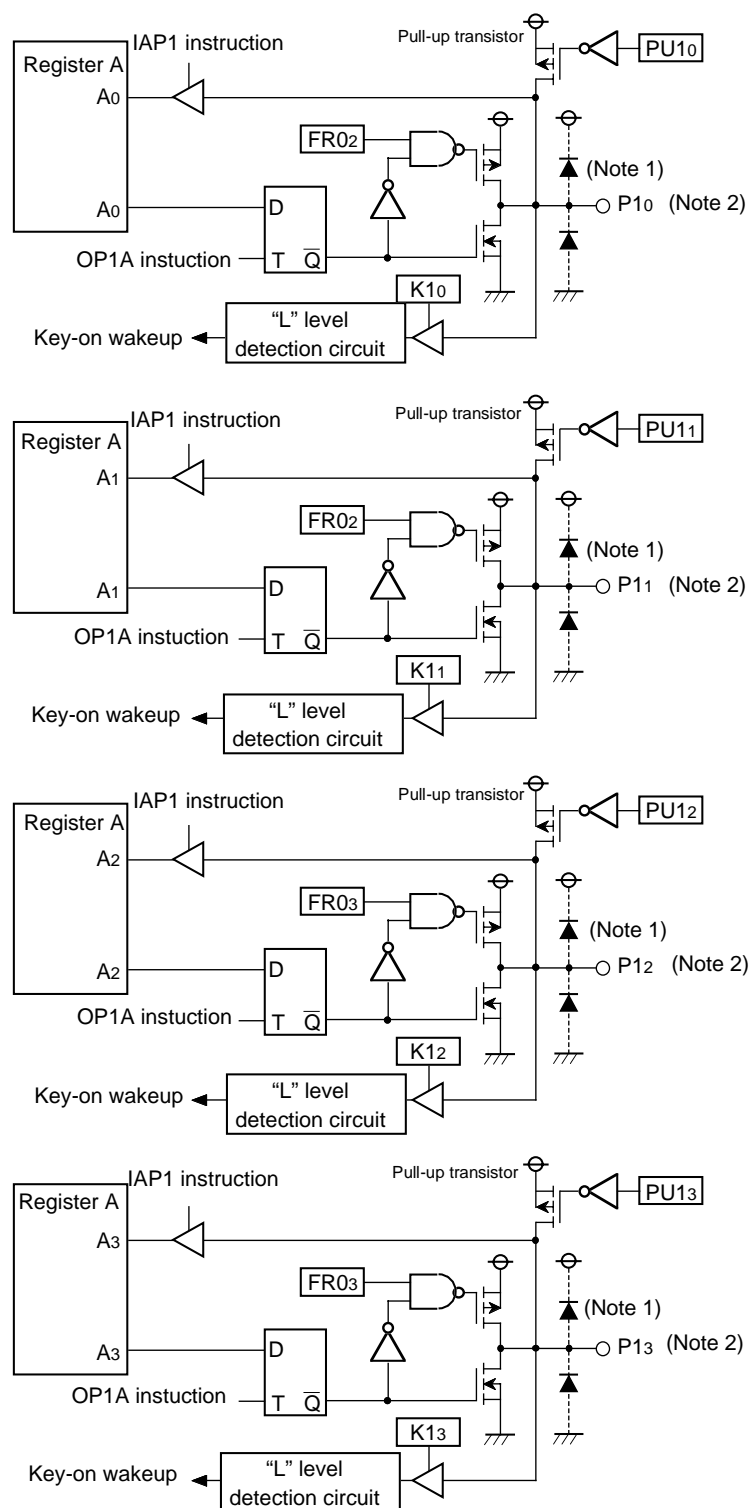 IAP1 instruction
Pull-up transistor
Register A
PU10
A0
FR02
(Note 1)
A0
D
P10 (Note 2)
OP1A instuction
T Q̅
K10
Key-on wakeup
“L” level
detection circuit
IAP1 instruction
Pull-up transistor
Register A
PU11
A1
FR02
(Note 1)
A1
D
P11 (Note 2)
OP1A instuction
T Q̅
K11
Key-on wakeup
“L” level
detection circuit
IAP1 instruction
Pull-up transistor
Register A
PU12
A2
FR03
(Note 1)
A2
D
P12 (Note 2)
OP1A instuction
T Q̅
K12
Key-on wakeup
“L” level
detection circuit
IAP1 instruction
Pull-up transistor
Register A
PU13
A3
FR03
(Note 1)
A3
D
P13 (Note 2)
OP1A instuction
T Q̅
K13
Key-on wakeup
“L” level
detection circuit